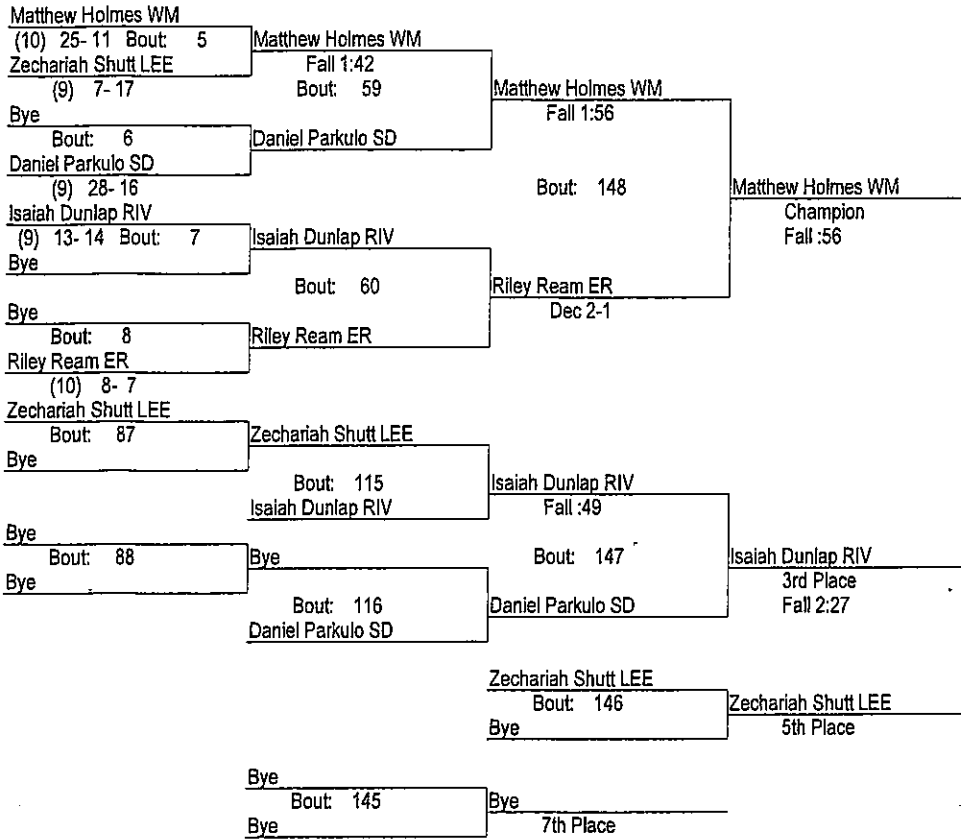 Matthew Holmes WM
(10) 25- 11 Bout: 5
Zechariah Shutt LEE
(9) 7- 17
Bye
Bout: 6
Daniel Parkulo SD
(9) 28- 16
Isaiah Dunlap RIV
(9) 13- 14 Bout: 7
Bye
Bye
Bout: 8
Riley Ream ER
(10) 8- 7
Zechariah Shutt LEE
Bout: 87
Bye
Bye
Bout: 88
Bye
Matthew Holmes WM
Fall 1:42
Bout: 59
Daniel Parkulo SD
Isaiah Dunlap RIV
Bout: 60
Riley Ream ER
Zechariah Shutt LEE
Bout: 115
Isaiah Dunlap RIV
Bye
Bout: 116
Daniel Parkulo SD
Bye
Bout: 145
Bye
Matthew Holmes WM
Fall 1:56
Bout: 148
Riley Ream ER
Dec 2-1
Isaiah Dunlap RIV
Fall :49
Bout: 147
Daniel Parkulo SD
Zechariah Shutt LEE
Bout: 146
Bye
Bye
7th Place
Matthew Holmes WM
Champion
Fall :56
Isaiah Dunlap RIV
3rd Place
Fall 2:27
Zechariah Shutt LEE
5th Place